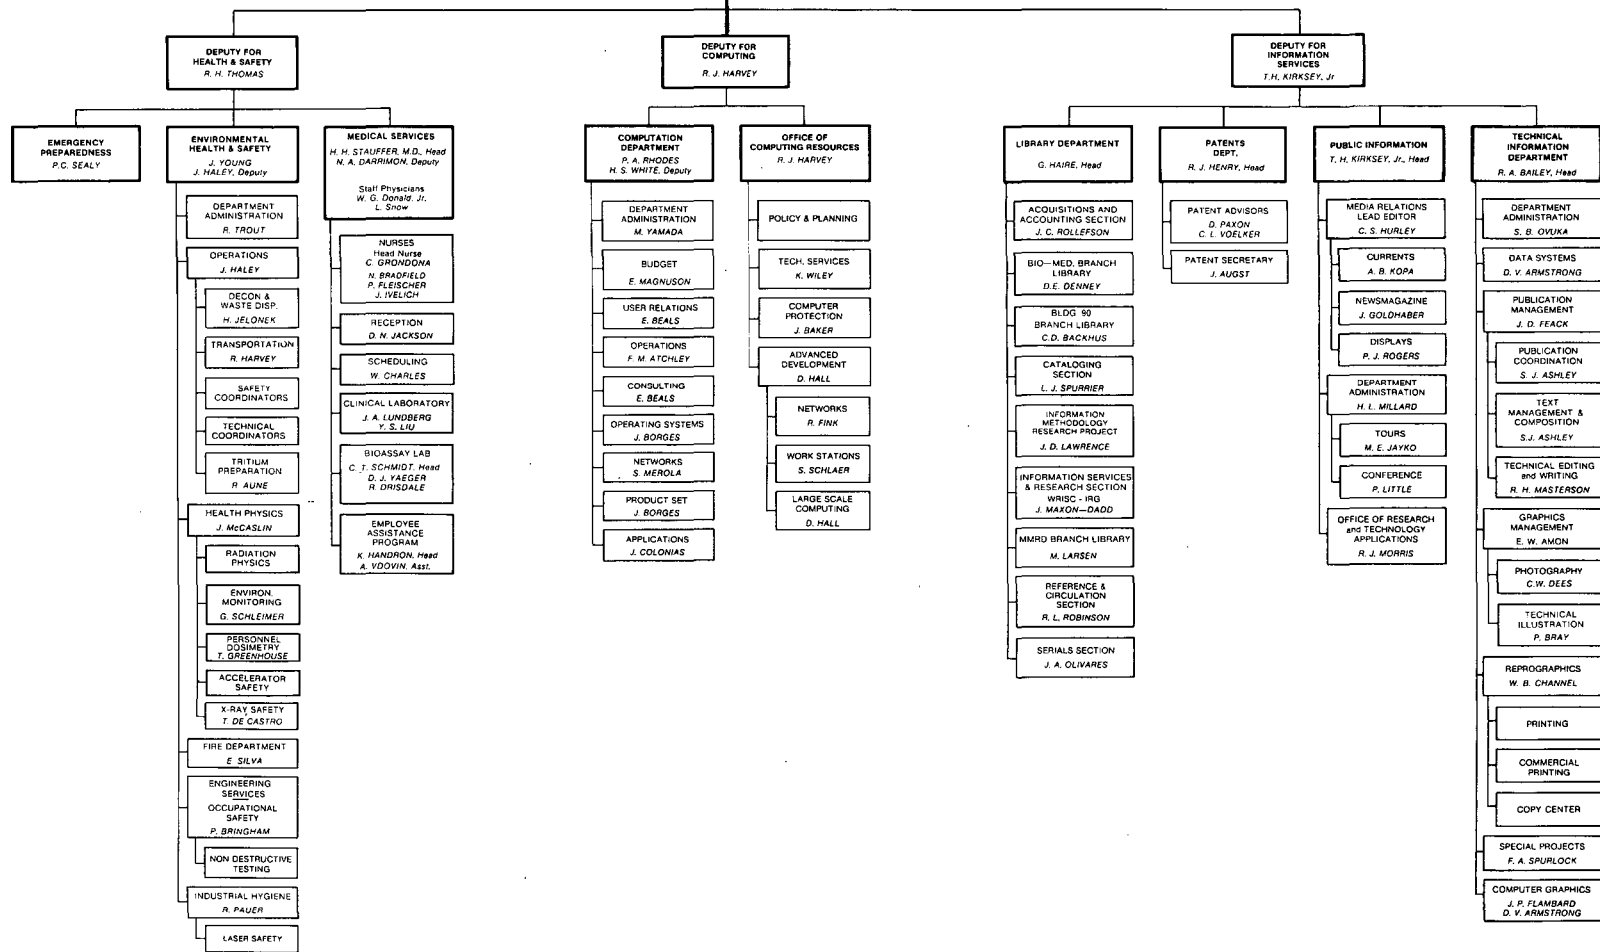 DEPUTY FOR
HEALTH & SAFETY
R. H. THOMAS
DEPUTY FOR
COMPUTING
R. J. HARVEY
DEPUTY FOR
INFORMATION
SERVICES
T.H. KIRKSEY, Jr
EMERGENCY
PREPAREDNESS
P.C. SEALY
ENVIRONMENTAL
HEALTH & SAFETY
J. YOUNG
J. HALEY, Deputy
DEPARTMENT
ADMINISTRATION
R. TROUT
OPERATIONS
J. HALEY
DECON &
WASTE DISP.
H. JELONEK
TRANSPORTATION
R. HARVEY
SAFETY
COORDINATORS
TECHNICAL
COORDINATORS
TRITIUM
PREPARATION
R. AUNE
HEALTH PHYSICS
J. McCASLIN
RADIATION
PHYSICS
ENVIRON.
MONITORING
G. SCHLEIMER
PERSONNEL
DOSIMETRY
T. GREENHOUSE
ACCELERATOR
SAFETY
X-RAY SAFETY
T. DE CASTRO
FIRE DEPARTMENT
E SILVA
ENGINEERING
SERVICES
OCCUPATIONAL
SAFETY
P. BRINGHAM
NON DESTRUCTIVE
TESTING
INDUSTRIAL HYGIENE
R. PAUER
LASER SAFETY
MEDICAL SERVICES
H. H. STAUFFER, M.D., Head
N. A. DARRIMON, Deputy
Staff Physicians
W. G. Donald, Jr.
L. Snow
NURSES
Head Nurse
C. GRONDONA
N. BRADFIELD
P. FLEISCHER
J. IVELICH
RECEPTION
D. N. JACKSON
SCHEDULING
W. CHARLES
CLINICAL LABORATORY
J. A. LUNDBERG
Y. S. LIU
BIOASSAY LAB
C. T. SCHMIDT, Head
D. J. YAEGER
R. DRISDALE
EMPLOYEE
ASSISTANCE
PROGRAM
K. HANDRON, Head
A. VDOVIN, Asst.
COMPUTATION
DEPARTMENT
P. A. RHODES
H. S. WHITE, Deputy
DEPARTMENT
ADMINISTRATION
M. YAMADA
BUDGET
E. MAGNUSON
USER RELATIONS
E. BEALS
OPERATIONS
F. M. ATCHLEY
CONSULTING
E. BEALS
OPERATING SYSTEMS
J. BORGES
NETWORKS
S. MEROLA
PRODUCT SET
J. BORGES
APPLICATIONS
J. COLONIAS
OFFICE OF
COMPUTING RESOURCES
R. J. HARVEY
POLICY & PLANNING
TECH. SERVICES
K. WILEY
COMPUTER
PROTECTION
J. BAKER
ADVANCED
DEVELOPMENT
D. HALL
NETWORKS
R. FINK
WORK STATIONS
S. SCHLAER
LARGE SCALE
COMPUTING
D. HALL
LIBRARY DEPARTMENT
G. HAIRE, Head
ACQUISITIONS AND
ACCOUNTING SECTION
J. C. ROLLEFSON
BIO—MED. BRANCH
LIBRARY
D.E. DENNEY
BLDG 90
BRANCH LIBRARY
C.D. BACKHUS
CATALOGING
SECTION
L. J. SPURRIER
INFORMATION
METHODOLOGY
RESEARCH PROJECT
J. D. LAWRENCE
INFORMATION SERVICES
& RESEARCH SECTION
WRISC - IRG
J. MAXON—DADD
MMRD BRANCH LIBRARY
M. LARSEN
REFERENCE &
CIRCULATION
SECTION
R. L. ROBINSON
SERIALS SECTION
J. A. OLIVARES
PATENTS
DEPT.
R. J. HENRY, Head
PATENT ADVISORS
D. PAXON
C. L. VOELKER
PATENT SECRETARY
J. AUGST
PUBLIC INFORMATION
T. H. KIRKSEY, Jr., Head
MEDIA RELATIONS
LEAD EDITOR
C. S. HURLEY
CURRENTS
A. B. KOPA
NEWSMAGAZINE
J. GOLDHABER
DISPLAYS
P. J. ROGERS
DEPARTMENT
ADMINISTRATION
H. L. MILLARD
TOURS
M. E. JAYKO
CONFERENCE
P. LITTLE
OFFICE OF RESEARCH
and TECHNOLOGY
APPLICATIONS
R. J. MORRIS
TECHNICAL
INFORMATION
DEPARTMENT
R. A. BAILEY, Head
DEPARTMENT
ADMINISTRATION
S. B. OVUKA
DATA SYSTEMS
D. V. ARMSTRONG
PUBLICATION
MANAGEMENT
J. D. FEACK
PUBLICATION
COORDINATION
S. J. ASHLEY
TEXT
MANAGEMENT &
COMPOSITION
S.J. ASHLEY
TECHNICAL EDITING
and WRITING
R. H. MASTERSON
GRAPHICS
MANAGEMENT
E. W. AMON
PHOTOGRAPHY
C.W. DEES
TECHNICAL
ILLUSTRATION
P. BRAY
REPROGRAPHICS
W. B. CHANNEL
PRINTING
COMMERCIAL
PRINTING
COPY CENTER
SPECIAL PROJECTS
F. A. SPURLOCK
COMPUTER GRAPHICS
J. P. FLAMBARD
D. V. ARMSTRONG